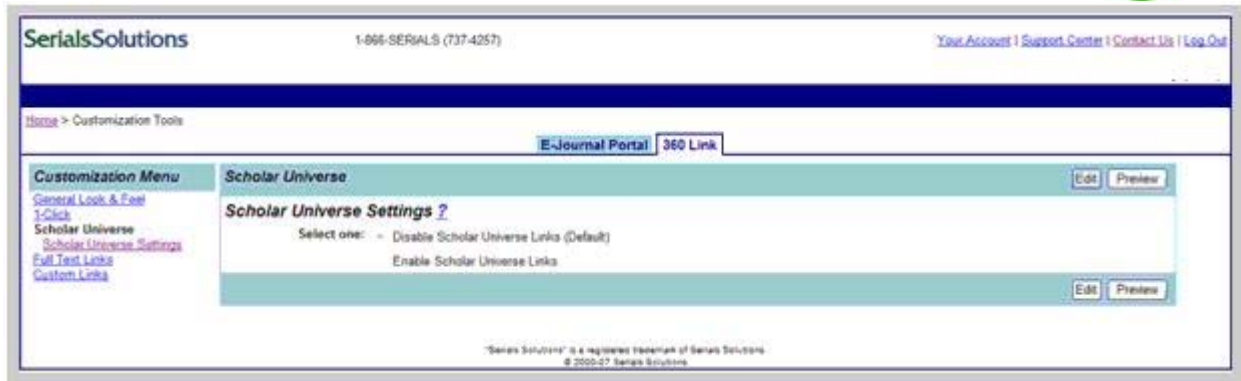 SerialsSolutions
1-866-SERIALS (737-4257)
Your Account | Support Center | Contact Us | Log Out
Home > Customization Tools
E-Journal Portal
360 Link
Customization Menu
General Look & Feel
1-Click
Scholar Universe
Scholar Universe Settings
Full Text Links
Custom Links
Scholar Universe
Edit Preview
Scholar Universe Settings ?
Select one: - Disable Scholar Universe Links (Default)
Enable Scholar Universe Links
Edit Preview
"Serials Solutions" is a registered trademark of Serials Solutions
© 2000-07 Serials Solutions